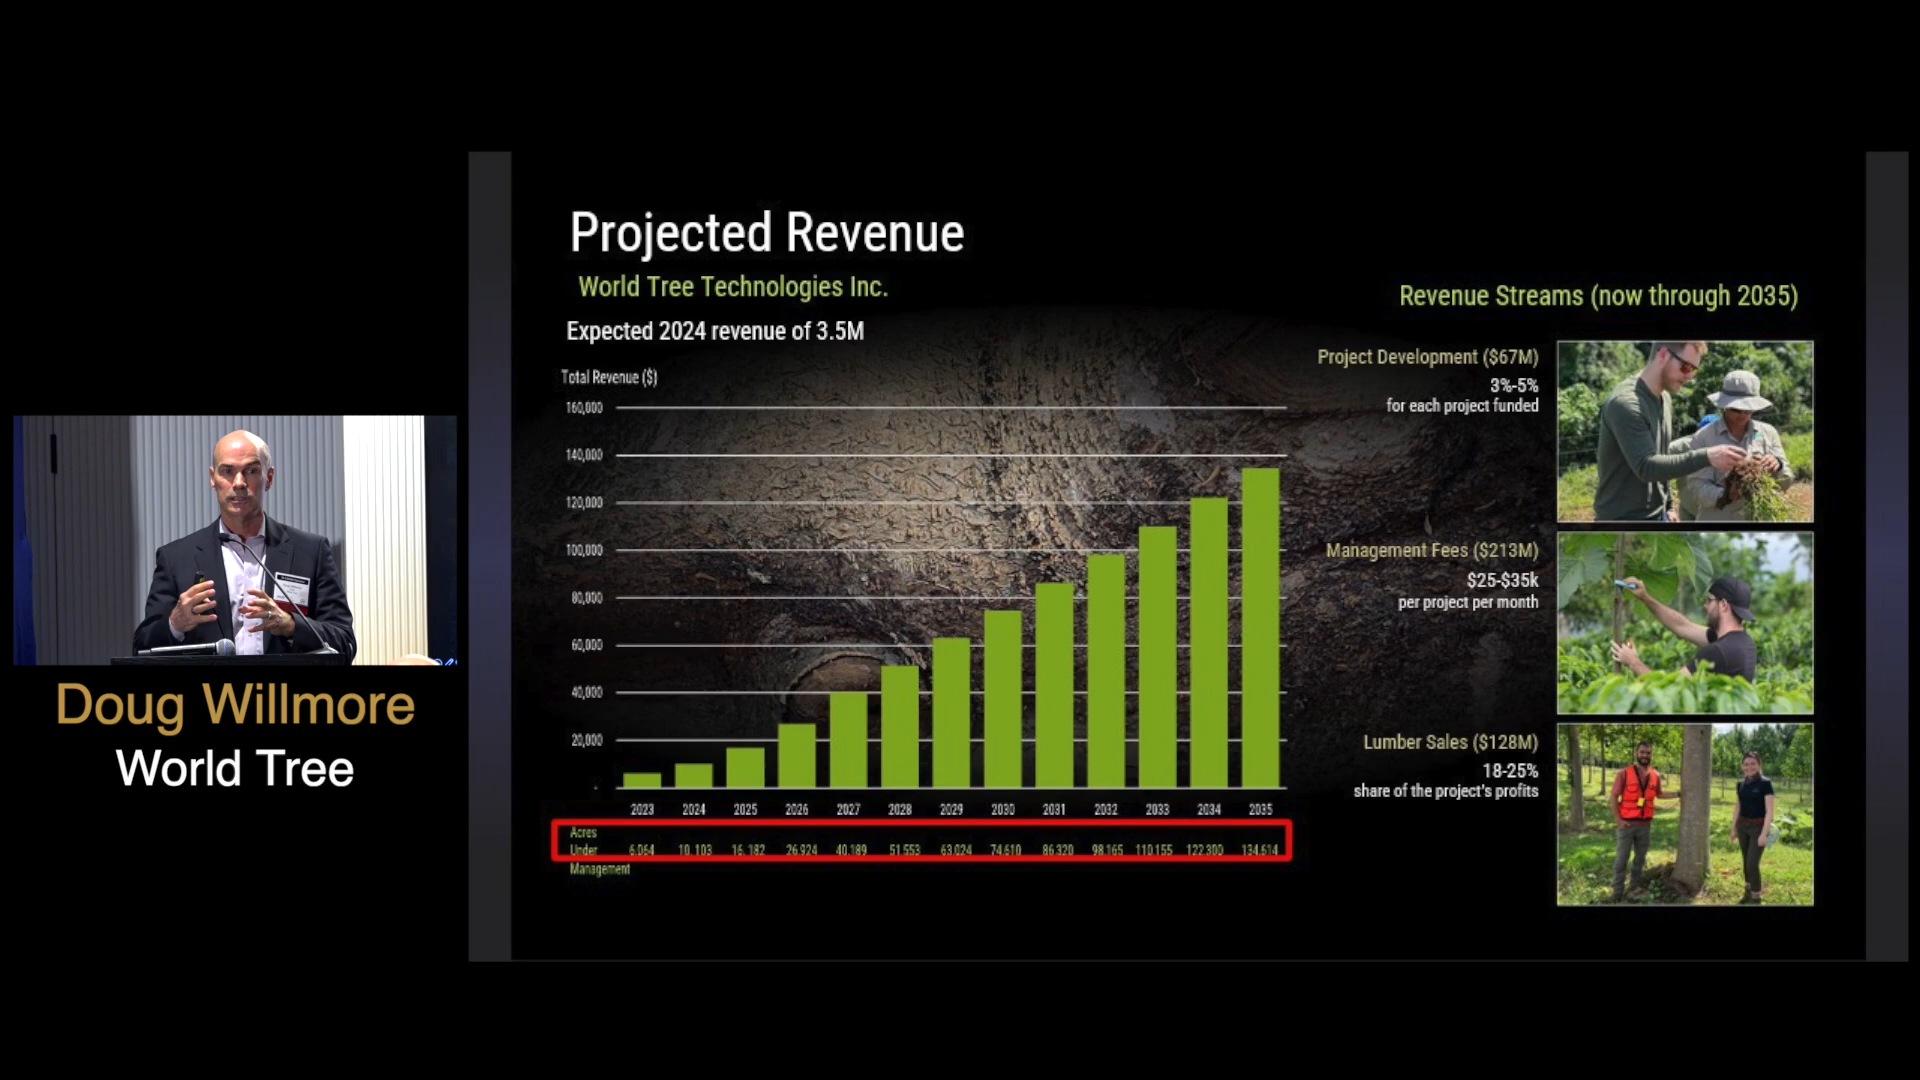 Projected Revenue
World Tree Technologies Inc.
Expected 2024 revenue of 3.5M
Total Revenue ($)
160,000
140,000
120,000
100,000
80,000
60,000
40,000
20,000
-
2023 2024 2025 2026 2027 2028 2029 2030 2031 2032 2033 2034 2035
Acres
Under 6,064 10,103 16,182 26,924 40,189 51,553 63,024 74,610 86,320 98,165 110,155 122,300 134,614
Management
Revenue Streams (now through 2035)
Project Development ($67M)
3%-5%
for each project funded
Management Fees ($213M)
$25-$35k
per project per month
Lumber Sales ($128M)
18-25%
share of the project's profits
Doug Willmore
World Tree